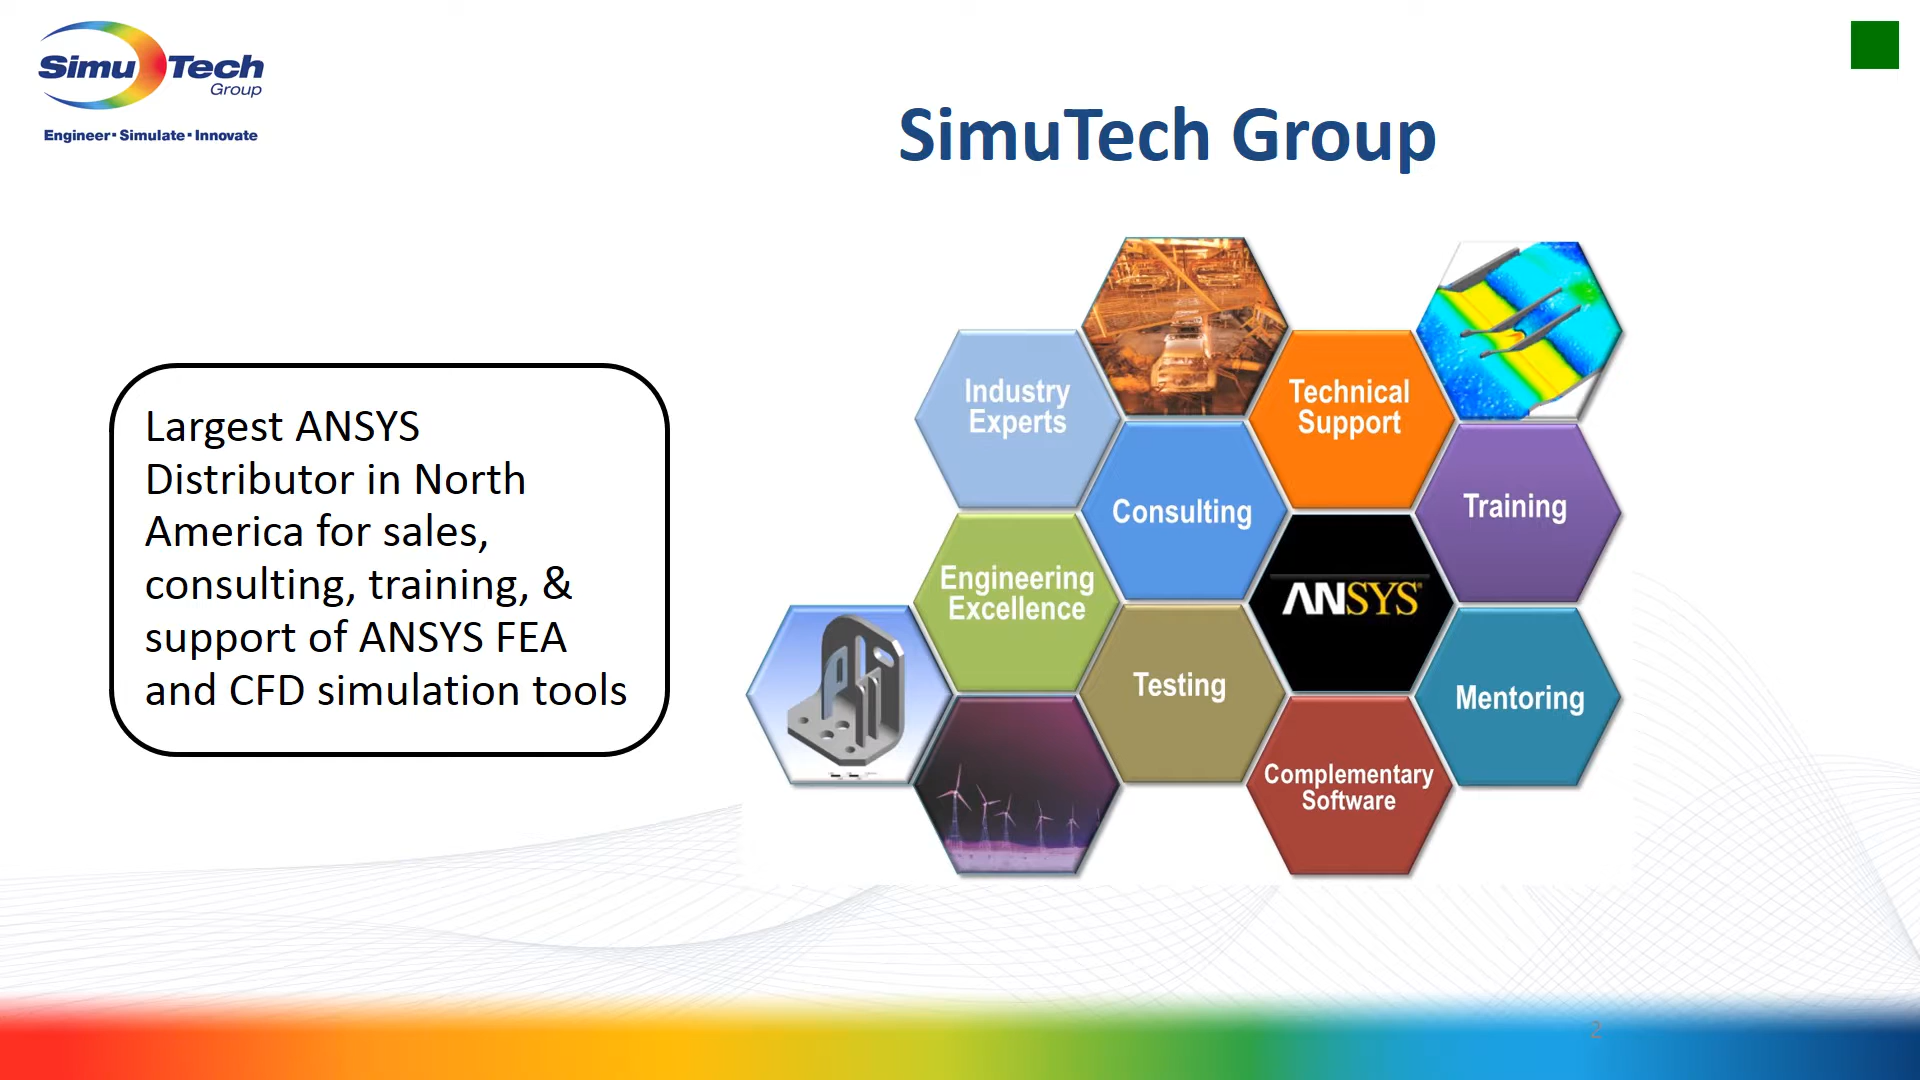 Simu Tech
Group
Engineer▪Simulate▪Innovate
SimuTech Group
Largest ANSYS
Distributor in North
America for sales,
consulting, training, &
support of ANSYS FEA
and CFD simulation tools
Industry
Experts
Technical
Support
Consulting
Training
Engineering
Excellence
ANSYS®
Testing
Mentoring
Complementary
Software
2